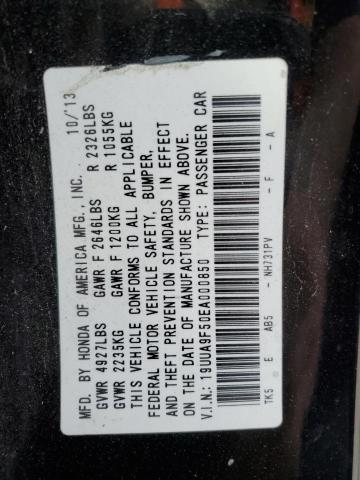 MFD. BY HONDA OF AMERICA MFG., INC. 10/'13
GVWR 4927LBS GAWR F 2646LBS R 2326LBS
GVWR 2235KG GAWR F 1200KG R 1055KG
THIS VEHICLE CONFORMS TO ALL APPLICABLE
FEDERAL MOTOR VEHICLE SAFETY, BUMPER,
AND THEFT PREVENTION STANDARDS IN EFFECT
ON THE DATE OF MANUFACTURE SHOWN ABOVE.
V.I.N.: 19UUA9F50EA000850 TYPE: PASSENGER CAR
TK5 E AB5 - NH731PV - F - A